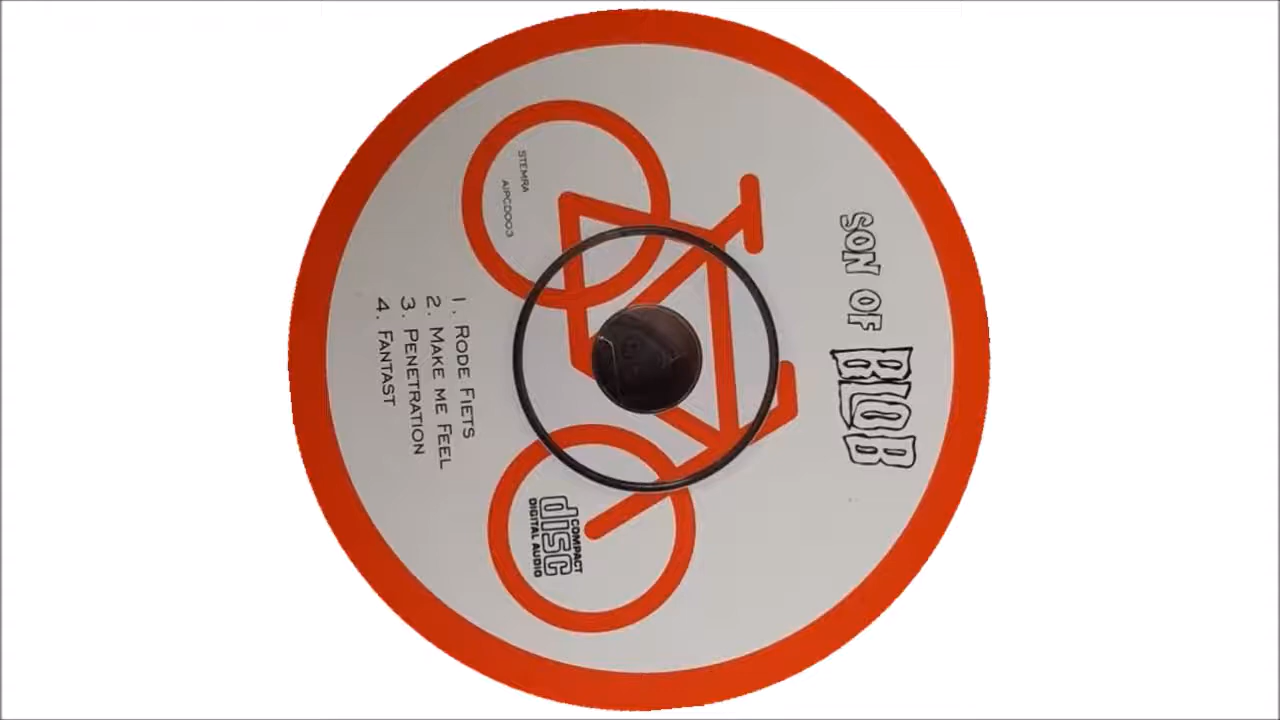 SON OF BLOB
STEMRA
AIPCD003
COMPACT
disc
DIGITAL AUDIO
1. RODE FIETS
2. MAKE ME FEEL
3. PENETRATION
4. FANTAST